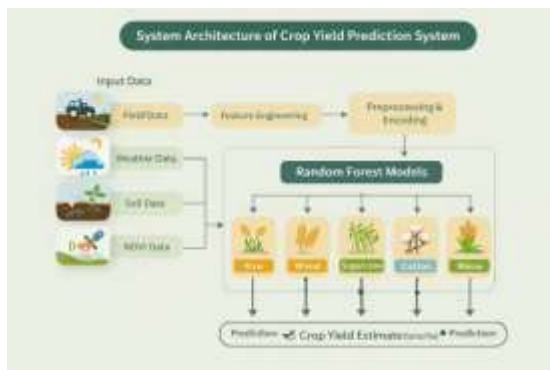 System Architecture of Crop Yield Prediction System
Input Data
Field Data
Feature Engineering
Preprocessing &
Encoding
Weather Data
Soil Data
NDVI Data
Random Forest Models
Rice
Wheat
Sugarcane
Cotton
Maize
Prediction Crop Yield Estimate Prediction